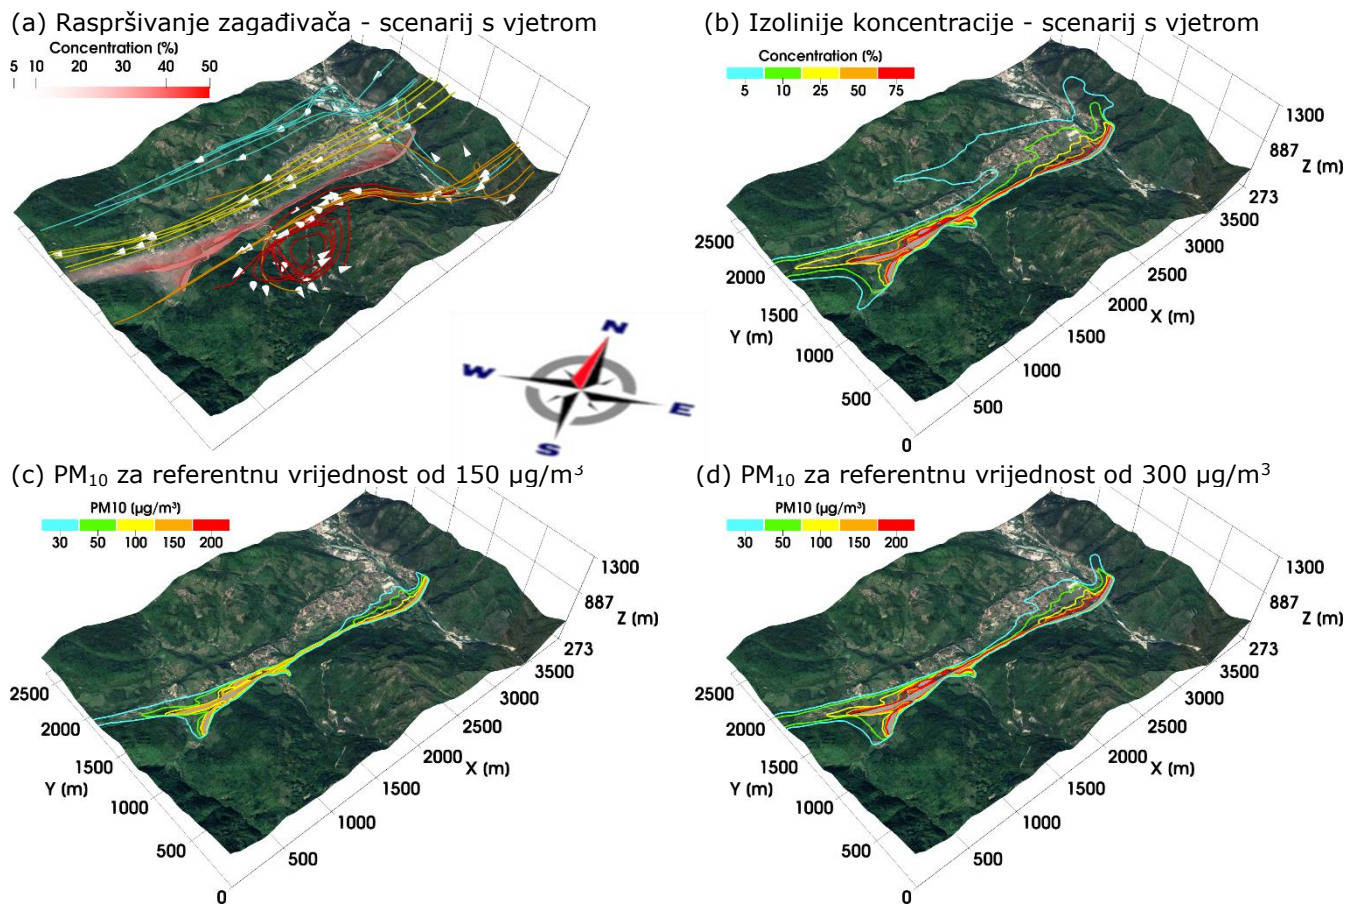 (a) Raspršivanje zagađivača - scenarij s vjetrom
Concentration (%)
5 10 20 30 40 50
(b) Izolinije koncentracije - scenarij s vjetrom
Concentration (%)
5 10 25 50 75
1300
887
Z (m)
273
3500
3000
2500
2000
X (m)
1500
1000
500
2500
2000
1500
Y (m)
1000
500
0
N
W
E
S
(c) PM₁₀ za referentnu vrijednost od 150 µg/m³
PM10 (µg/m³)
30 50 100 150 200
1300
887
Z (m)
273
3500
3000
2500
2000
X (m)
1500
1000
500
2500
2000
1500
Y (m)
1000
500
0
(d) PM₁₀ za referentnu vrijednost od 300 µg/m³
PM10 (µg/m³)
30 50 100 150 200
1300
887
Z (m)
273
3500
3000
2500
2000
X (m)
1500
1000
500
2500
2000
1500
Y (m)
1000
500
0